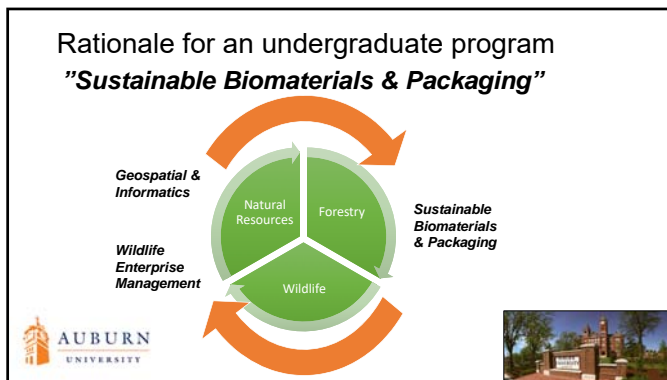 Rationale for an undergraduate program
”Sustainable Biomaterials & Packaging”
Geospatial &
Informatics
Natural
Resources
Forestry
Sustainable
Biomaterials
& Packaging
Wildlife
Enterprise
Management
Wildlife
AUBURN
UNIVERSITY